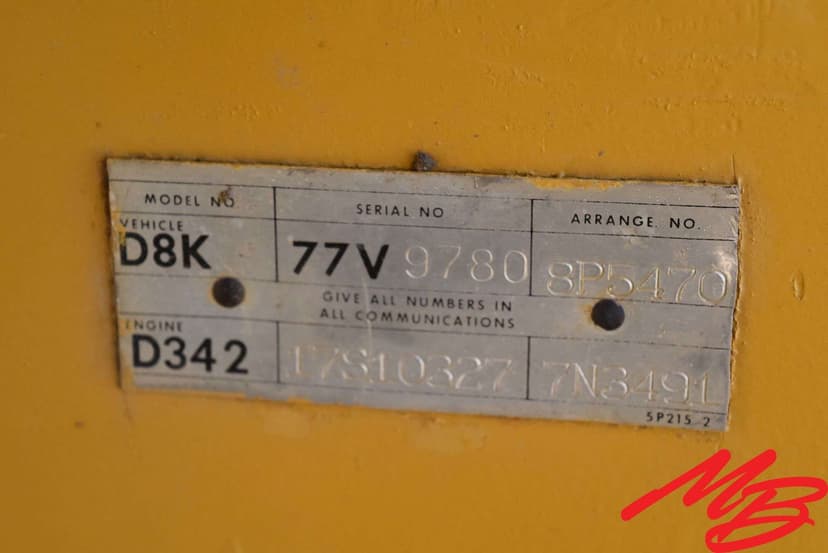 MODEL NO SERIAL NO ARRANGE. NO.
VEHICLE
D8K 77V 9780 8P5470
GIVE ALL NUMBERS IN
ALL COMMUNICATIONS
ENGINE
D342 17S10327 7N3491
5P215 2
MB